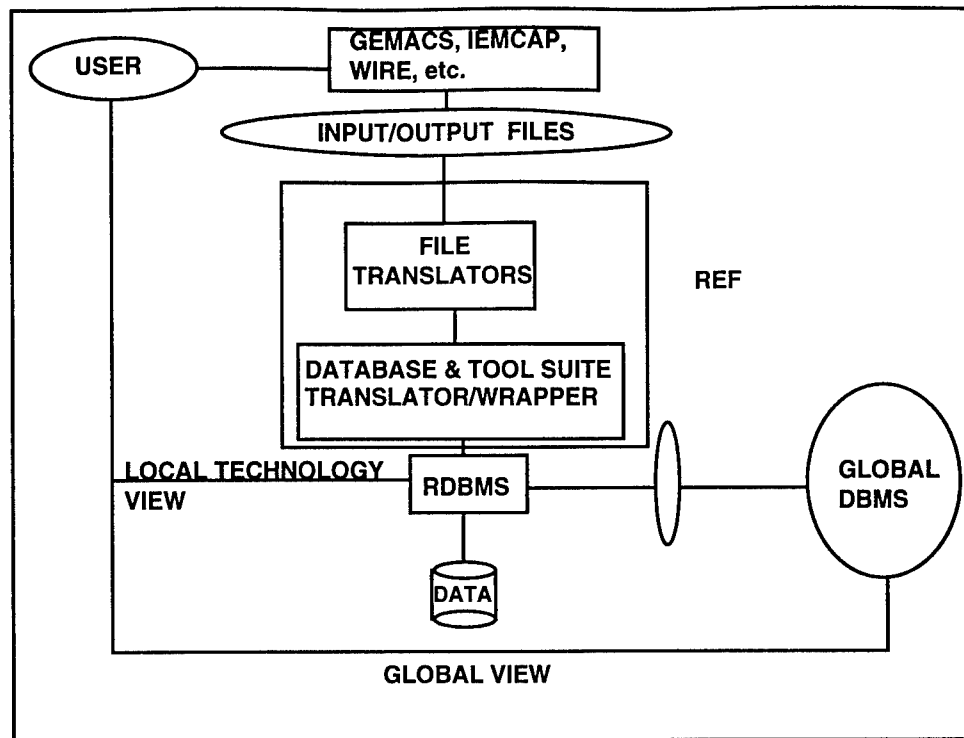 USER
GEMACS, IEMCAP,
WIRE, etc.
INPUT/OUTPUT FILES
FILE
TRANSLATORS
REF
DATABASE & TOOL SUITE
TRANSLATOR/WRAPPER
LOCAL TECHNOLOGY
VIEW
RDBMS
GLOBAL
DBMS
DATA
GLOBAL VIEW